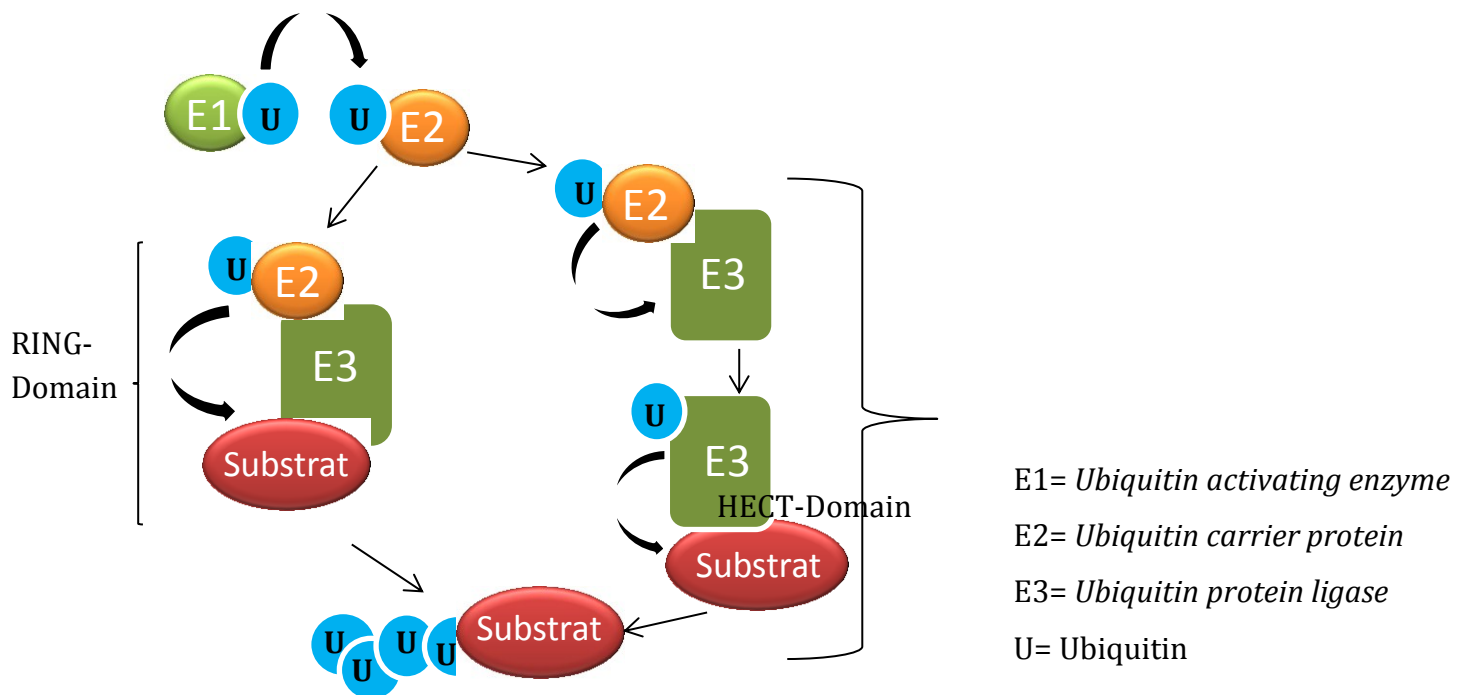 E1
U
U
E2
U
E2
E3
U
E2
E3
Substrat
RING-
Domain
U
E3
HECT-Domain
Substrat
U
U
U
U
Substrat
E1= Ubiquitin activating enzyme
E2= Ubiquitin carrier protein
E3= Ubiquitin protein ligase
U= Ubiquitin